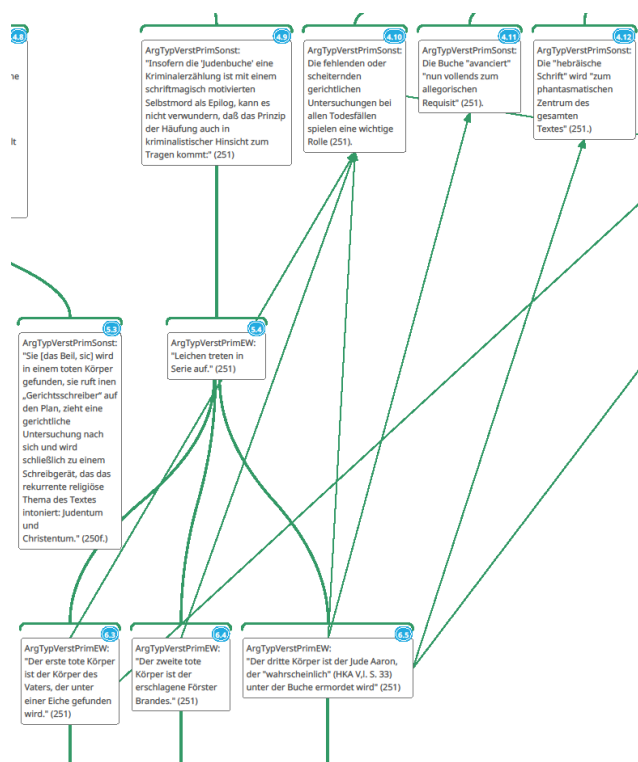 4.8
ne
lt
4.9
ArgTypVerstPrimSonst:
"Insofern die 'Judenbuche' eine
Kriminalerzählung ist mit einem
schriftmagisch motivierten
Selbstmord als Epilog, kann es
nicht verwundern, daß das Prinzip
der Häufung auch in
kriminalistischer Hinsicht zum
Tragen kommt:" (251)
4.10
ArgTypVerstPrimSonst:
Die fehlenden oder
scheiternden
gerichtlichen
Untersuchungen bei
allen Todesfällen
spielen eine wichtige
Rolle (251).
4.11
ArgTypVerstPrimSonst:
Die Buche "avanciert"
"nun vollends zum
allegorischen
Requisit" (251).
4.12
ArgTypVerstPrimSonst:
Die "hebräische
Schrift" wird "zum
phantasmatischen
Zentrum des
gesamten
Textes" (251.)
5.3
ArgTypVerstPrimSonst:
"Sie [das Beil, sic] wird
in einem toten Körper
gefunden, sie ruft inen
„Gerichtsschreiber“ auf
den Plan, zieht eine
gerichtliche
Untersuchung nach
sich und wird
schließlich zu einem
Schreibgerät, das das
rekurrente religiöse
Thema des Textes
intoniert: Judentum
und
Christentum." (250f.)
5.4
ArgTypVerstPrimEW:
"Leichen treten in
Serie auf." (251)
6.3
ArgTypVerstPrimEW:
"Der erste tote Körper
ist der Körper des
Vaters, der unter
einer Eiche gefunden
wird." (251)
6.4
ArgTypVerstPrimEW:
"Der zweite tote
Körper ist der
erschlagene Förster
Brandes." (251)
6.5
ArgTypVerstPrimEW:
"Der dritte Körper ist der Jude Aaron,
der "wahrscheinlich" (HKA V,I. S. 33)
unter der Buche ermordet wird" (251)